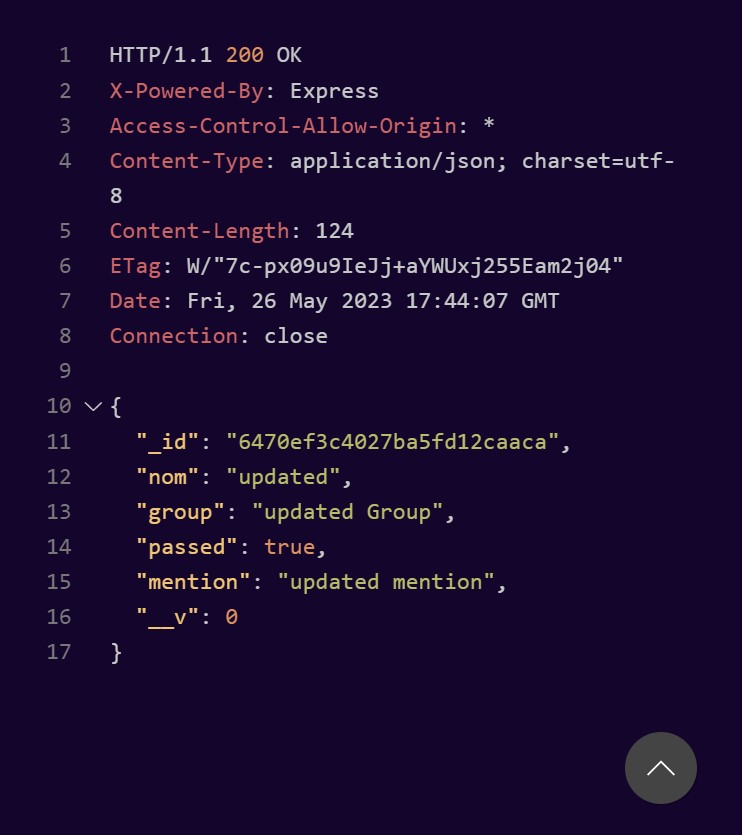 1 HTTP/1.1 200 OK
2 X-Powered-By: Express
3 Access-Control-Allow-Origin: *
4 Content-Type: application/json; charset=utf-
8
5 Content-Length: 124
6 ETag: W/"7c-px09u9IeJj+aYWUxj255Eam2j04"
7 Date: Fri, 26 May 2023 17:44:07 GMT
8 Connection: close
9
10 {
11 "_id": "6470ef3c4027ba5fd12caaca",
12 "nom": "updated",
13 "group": "updated Group",
14 "passed": true,
15 "mention": "updated mention",
16 "__v": 0
17 }